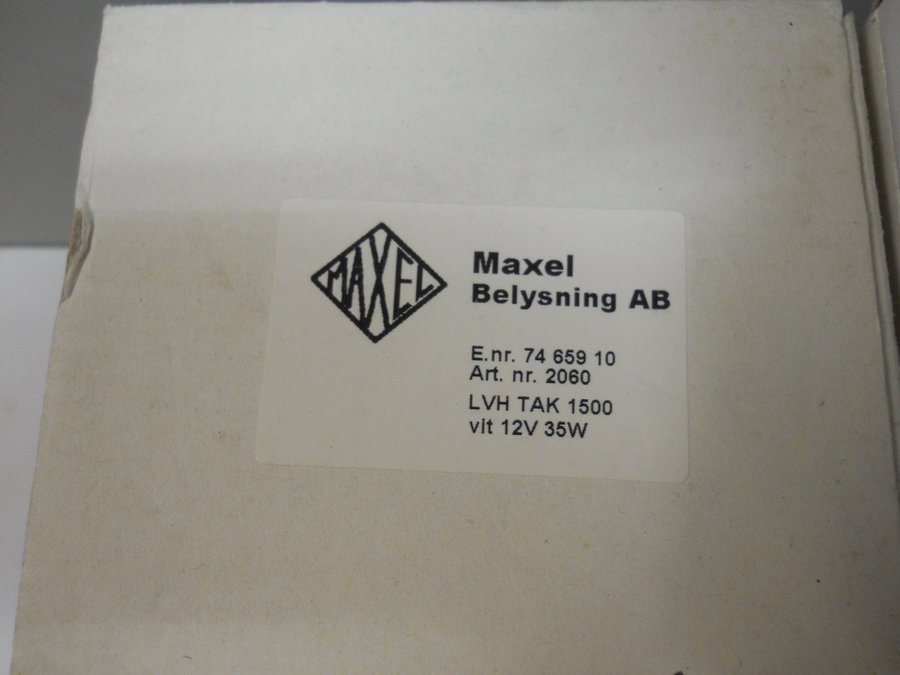 MAXEL
Maxel
Belysning AB
E.nr. 74 659 10
Art. nr. 2060
LVH TAK 1500
vit 12V 35W